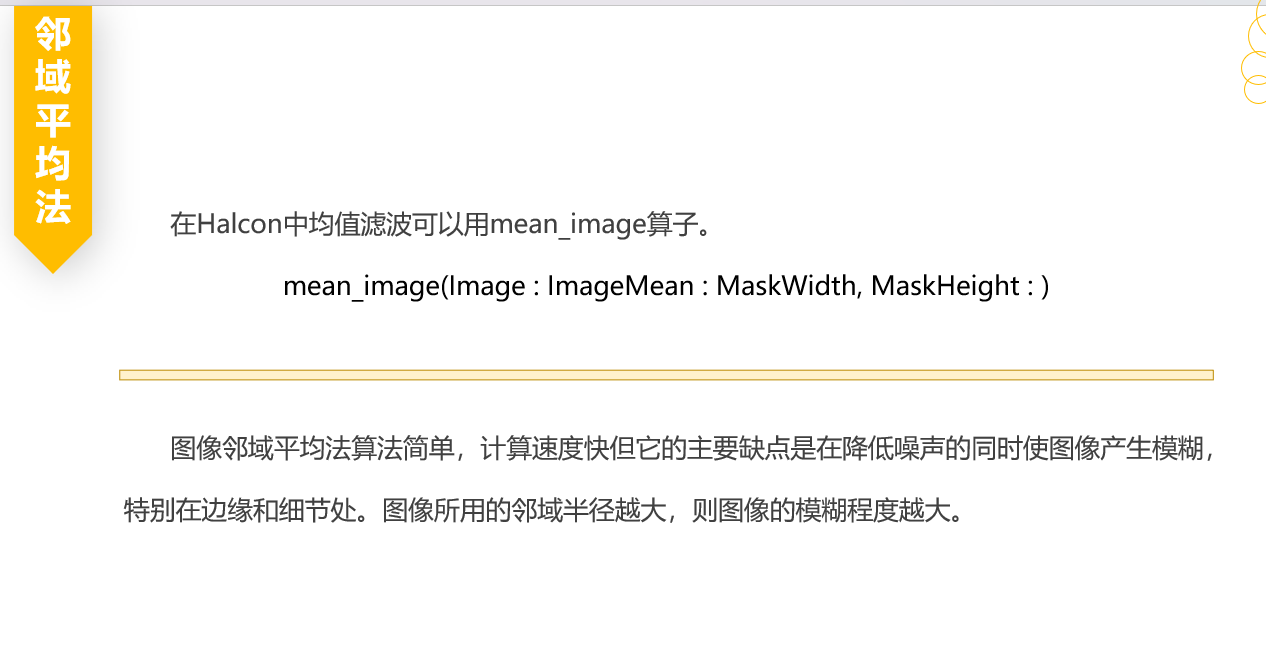 邻域平均法
在Halcon中均值滤波可以用mean_image算子。
mean_image(Image : ImageMean : MaskWidth, MaskHeight : )
图像邻域平均法算法简单，计算速度快但它的主要缺点是在降低噪声的同时使图像产生模糊，
特别在边缘和细节处。图像所用的邻域半径越大，则图像的模糊程度越大。